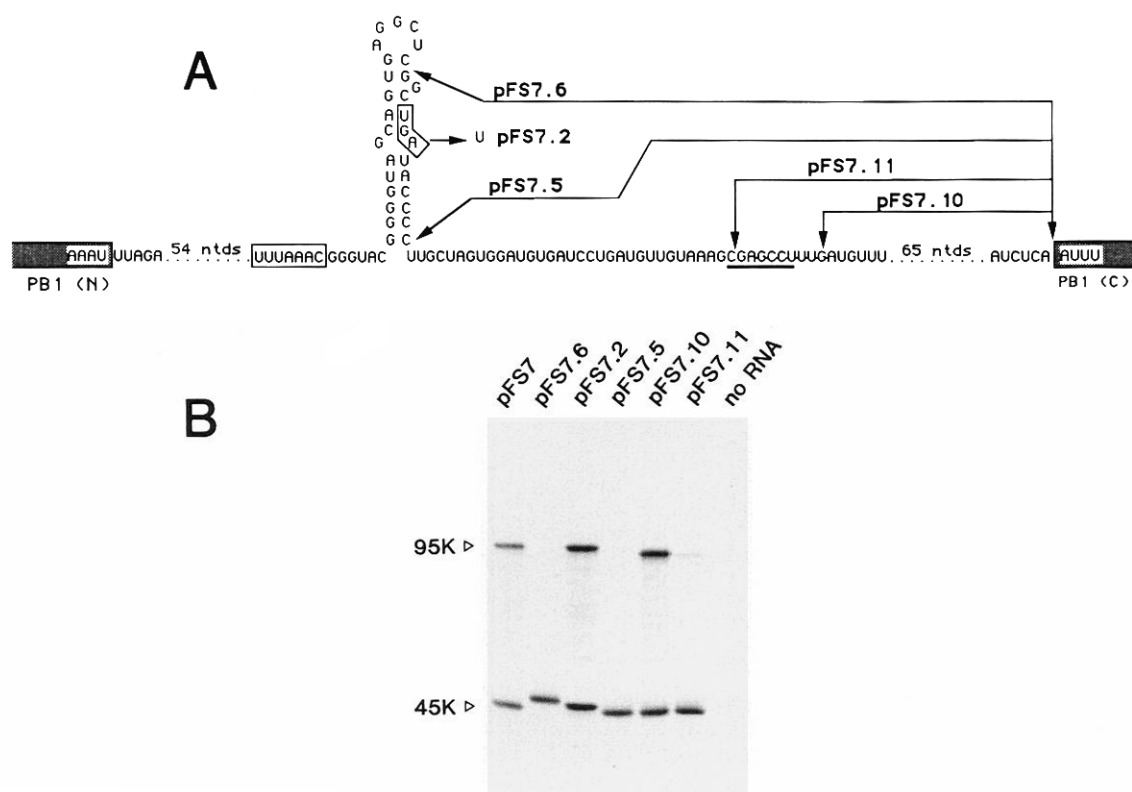 A
G G C
A U
G C
U G
G C G
A U
C G
G A
A U
U A
G C
G C
G C
G C
pFS7.6
U pFS7.2
pFS7.5
pFS7.11
pFS7.10
AAAU UUAGA 54 ntds UUUAAAC GGGUAC UUGCUAGUGGAUGUGAUCCUGAUGUUGUAAAGCGAGCCUUUGAUGUUU 65 ntds AUCUCA AUUU
PB1 (N) PB1 (C)
B
pFS7 pFS7.6 pFS7.2 pFS7.5 pFS7.10 pFS7.11 no RNA
95K
45K